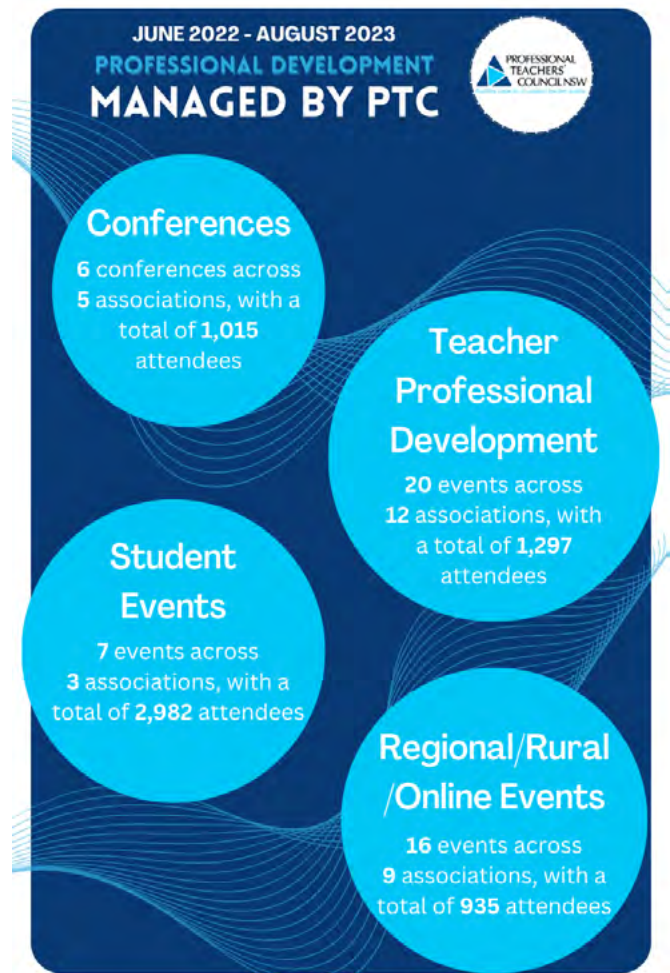 JUNE 2022 - AUGUST 2023
PROFESSIONAL DEVELOPMENT
MANAGED BY PTC
PROFESSIONAL
TEACHERS'
COUNCIL NSW
Conferences
6 conferences across
5 associations, with a
total of 1,015
attendees
Teacher
Professional
Development
20 events across
12 associations, with
a total of 1,297
attendees
Student
Events
7 events across
3 associations, with a
total of 2,982 attendees
Regional/Rural
/Online Events
16 events across
9 associations, with a
total of 935 attendees